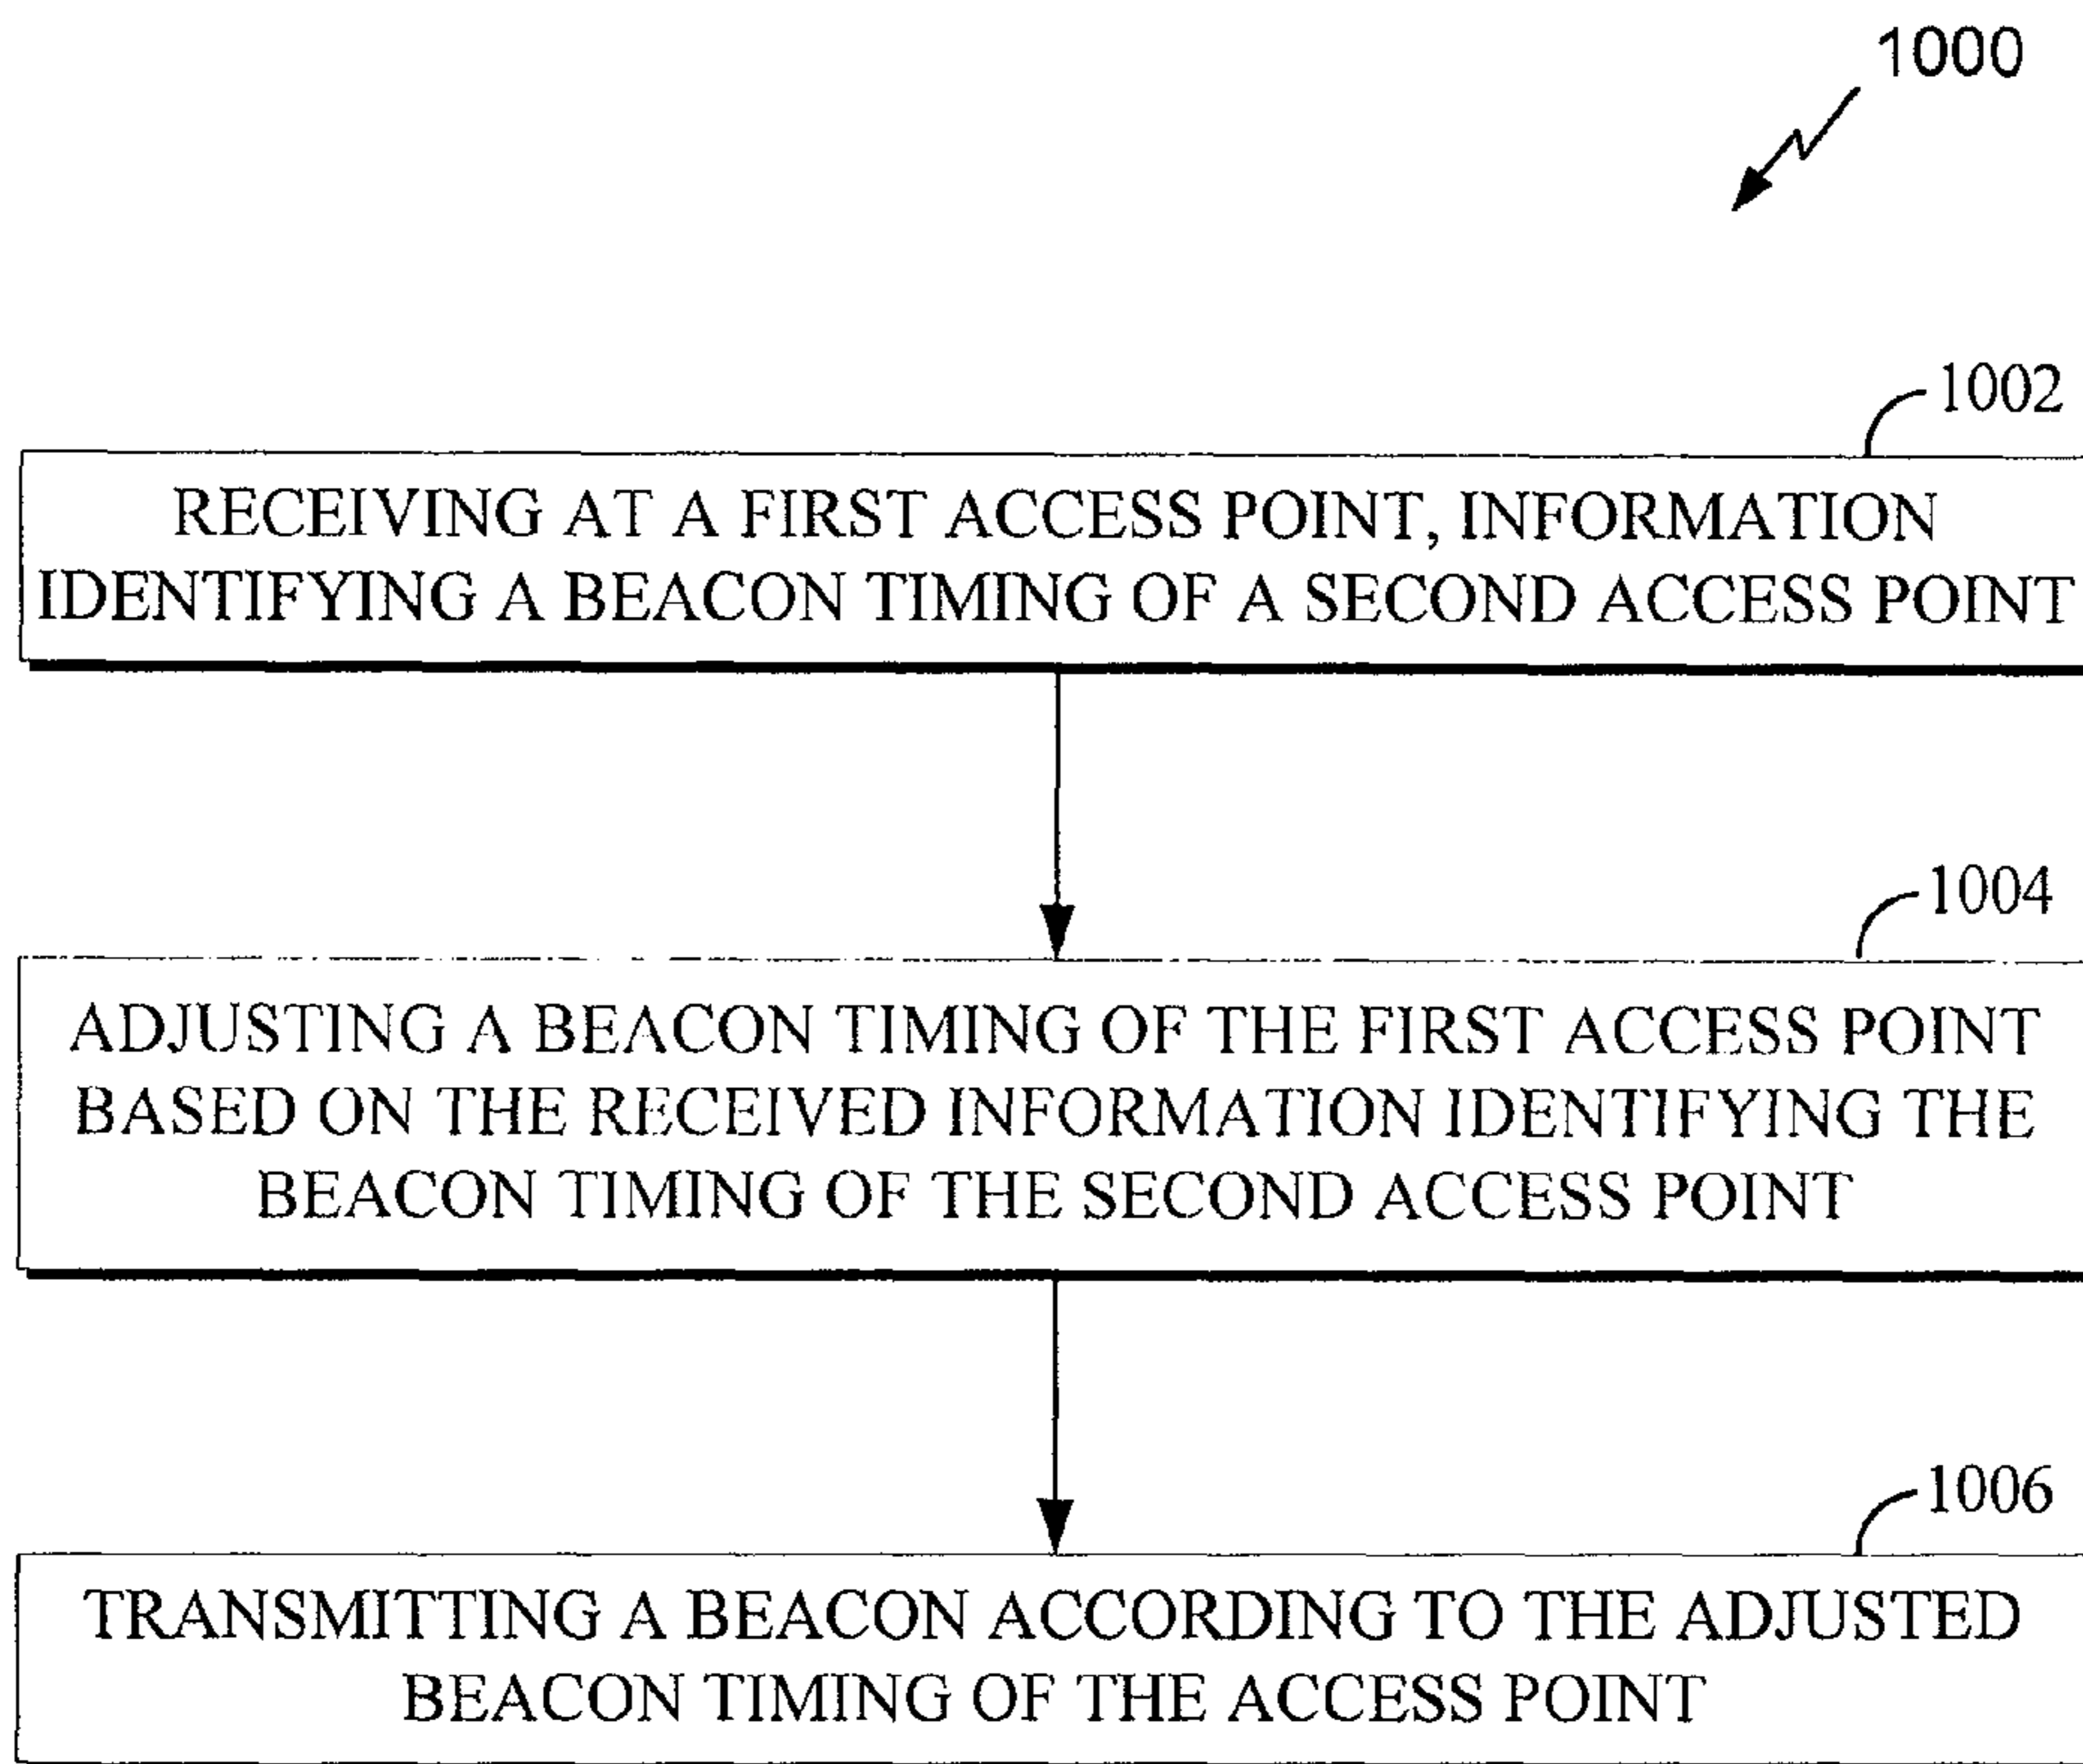 1000
1002
RECEIVING AT A FIRST ACCESS POINT, INFORMATION
IDENTIFYING A BEACON TIMING OF A SECOND ACCESS POINT
1004
ADJUSTING A BEACON TIMING OF THE FIRST ACCESS POINT
BASED ON THE RECEIVED INFORMATION IDENTIFYING THE
BEACON TIMING OF THE SECOND ACCESS POINT
1006
TRANSMITTING A BEACON ACCORDING TO THE ADJUSTED
BEACON TIMING OF THE ACCESS POINT